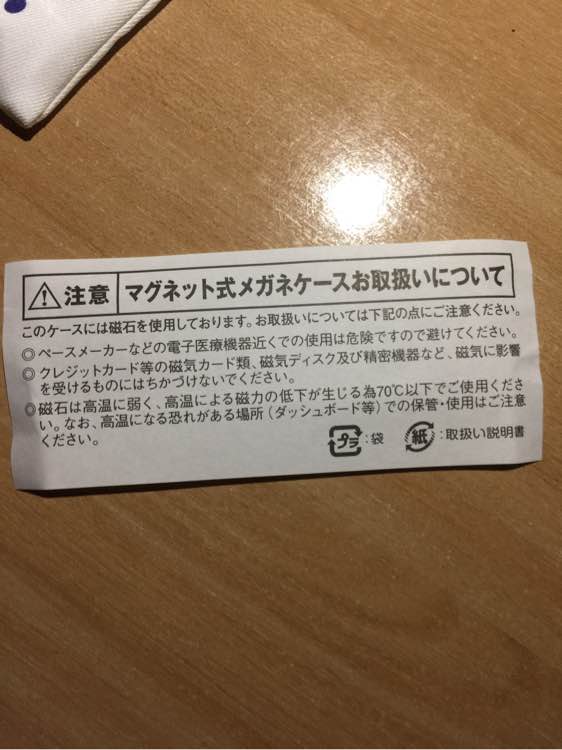 注意 マグネット式メガネケースお取扱いについて
このケースには磁石を使用しております。お取扱いについては下記の点にご注意ください。
◎ペースメーカーなどの電子医療機器近くでの使用は危険ですので避けてください。
◎クレジットカード等の磁気カード類、磁気ディスク及び精密機器など、磁気に影響
を受けるものにはちかづけないでください。
◎磁石は高温に弱く、高温による磁力の低下が生じる為70℃以下でご使用くださ
い。なお、高温になる恐れがある場所（ダッシュボード等）での保管・使用はご注意
ください。
プラ:袋 紙:取扱い説明書